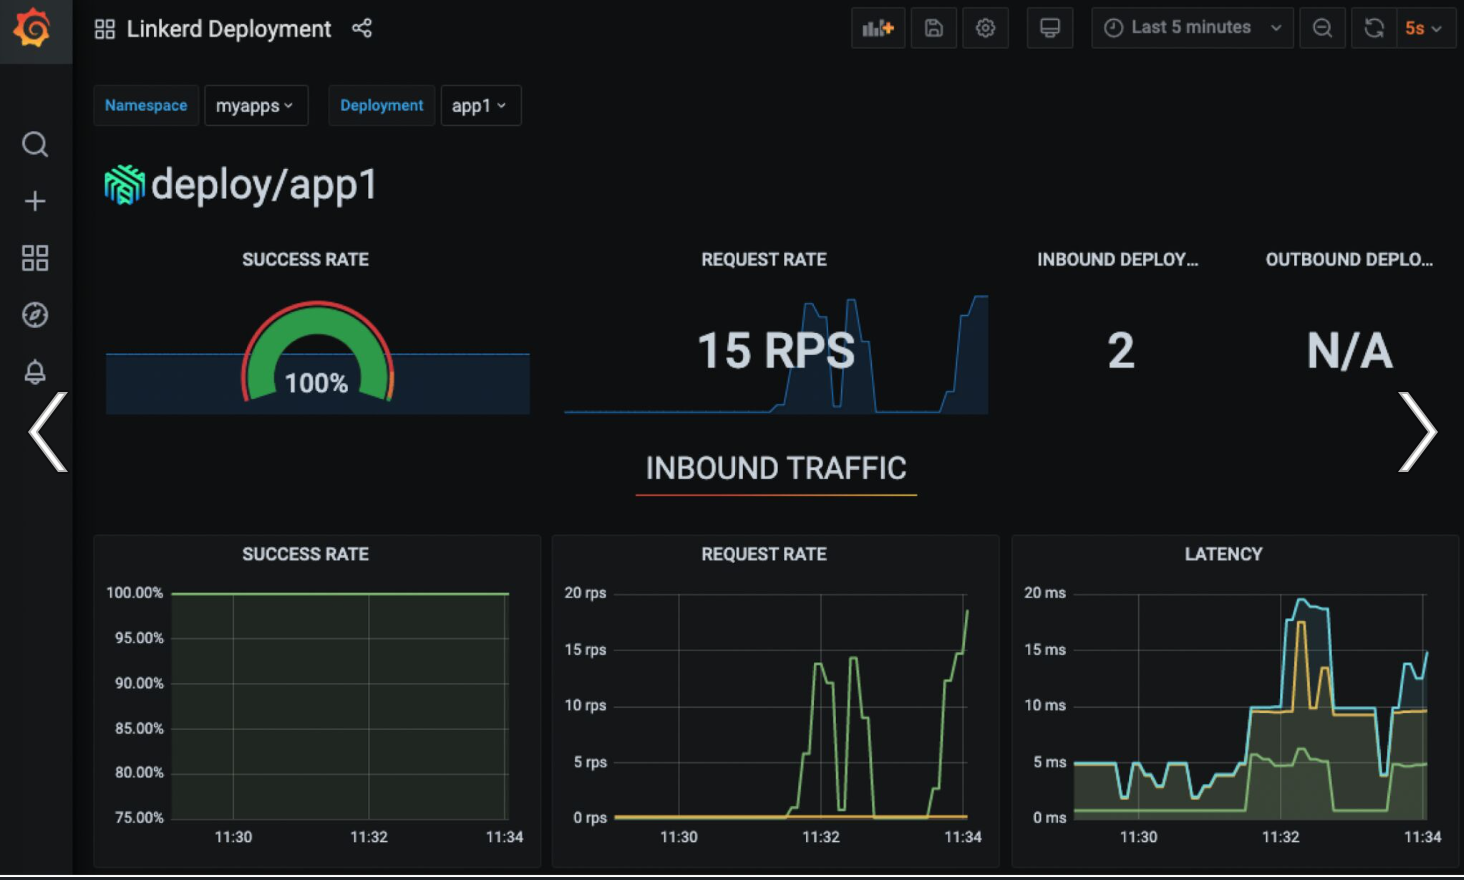 Linkerd Deployment
Last 5 minutes
5s
Namespace
myapps
Deployment
app1
deploy/app1
SUCCESS RATE
REQUEST RATE
INBOUND DEPLOY...
OUTBOUND DEPLO...
100%
15 RPS
2
N/A
INBOUND TRAFFIC
SUCCESS RATE
100.00%
95.00%
90.00%
85.00%
80.00%
75.00%
11:30
11:32
11:34
REQUEST RATE
20 rps
15 rps
10 rps
5 rps
0 rps
11:30
11:32
11:34
LATENCY
20 ms
15 ms
10 ms
5 ms
0 ms
11:30
11:32
11:34